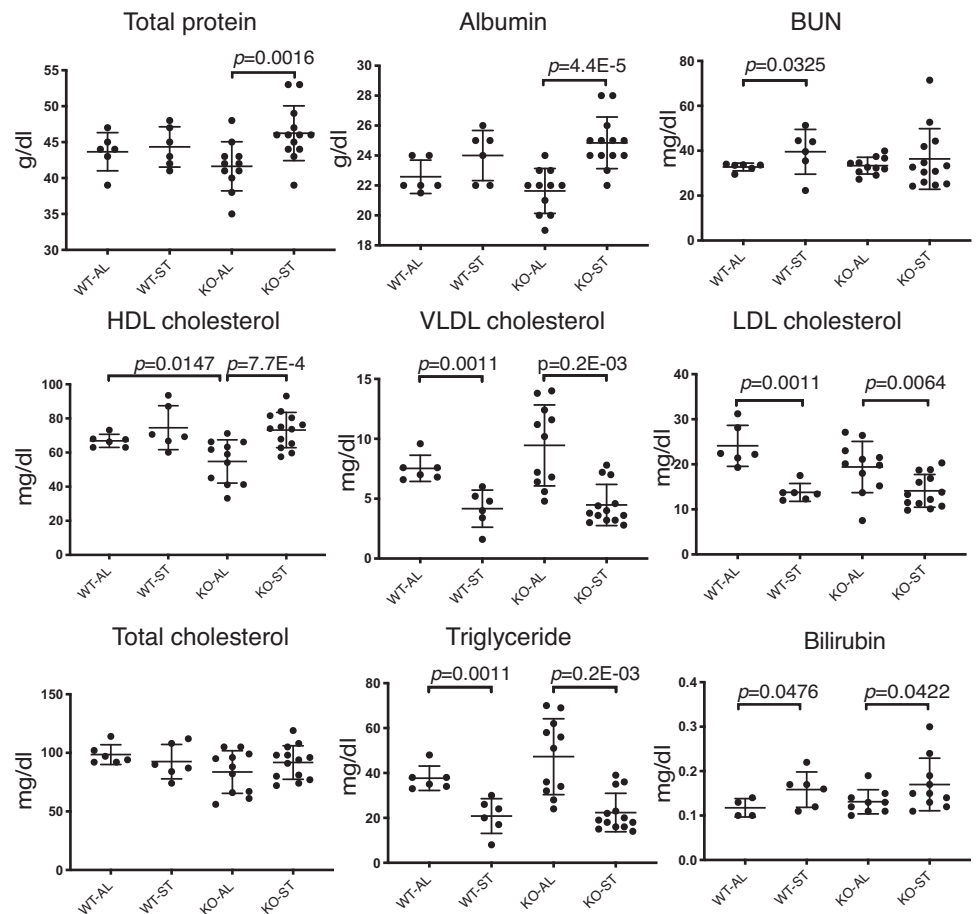 Total protein
p=0.0016
g/dl
55
50
45
40
35
30
WT-AL
WT-ST
KO-AL
KO-ST
Albumin
p=4.4E-5
g/dl
28
26
24
22
20
18
WT-AL
WT-ST
KO-AL
KO-ST
BUN
p=0.0325
mg/dl
80
60
40
20
0
WT-AL
WT-ST
KO-AL
KO-ST
HDL cholesterol
p=0.0147
p=7.7E-4
mg/dl
100
80
60
40
20
0
WT-AL
WT-ST
KO-AL
KO-ST
VLDL cholesterol
p=0.0011
p=0.2E-03
mg/dl
15
10
5
0
WT-AL
WT-ST
KO-AL
KO-ST
LDL cholesterol
p=0.0011
p=0.0064
mg/dl
40
30
20
10
0
WT-AL
WT-ST
KO-AL
KO-ST
Total cholesterol
mg/dl
150
100
50
0
WT-AL
WT-ST
KO-AL
KO-ST
Triglyceride
p=0.0011
p=0.2E-03
mg/dl
80
60
40
20
0
WT-AL
WT-ST
KO-AL
KO-ST
Bilirubin
p=0.0476
p=0.0422
mg/dl
0.4
0.3
0.2
0.1
0.0
WT-AL
WT-ST
KO-AL
KO-ST